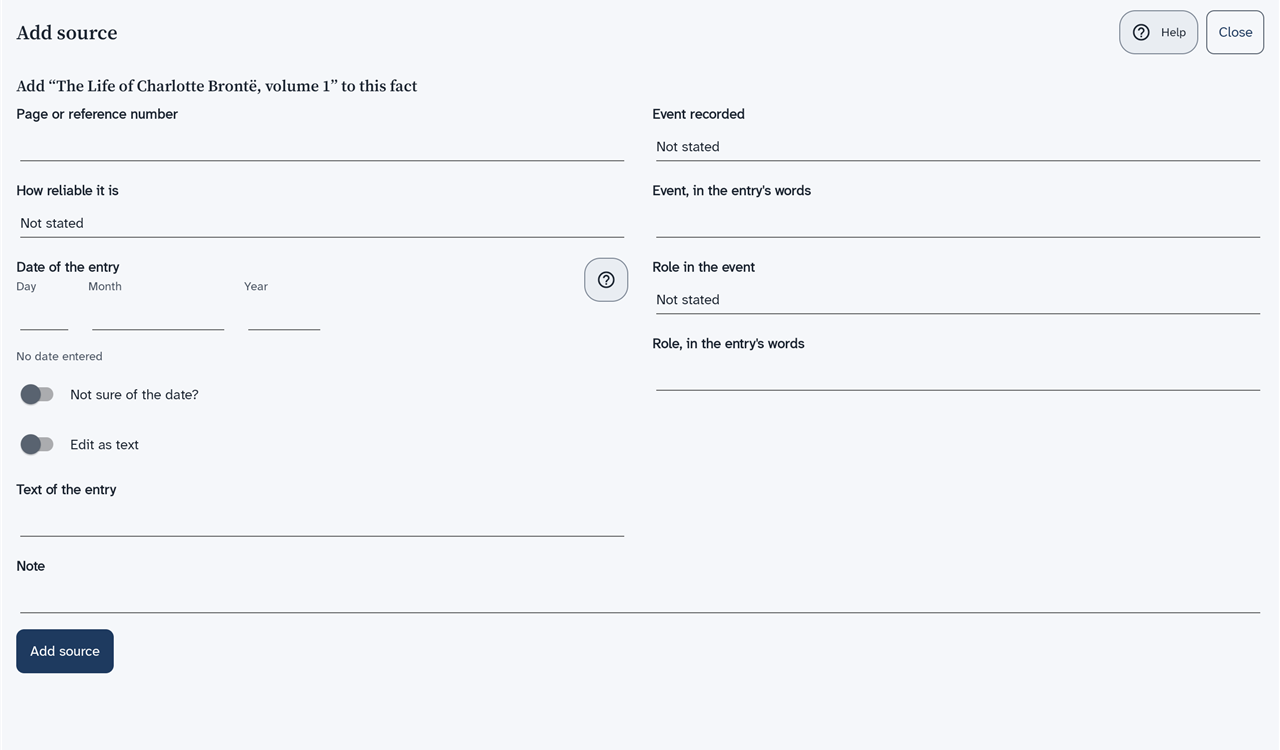 Add source
Help
Close
Add “The Life of Charlotte Brontë, volume 1” to this fact
Page or reference number
Event recorded
Not stated
How reliable it is
Not stated
Event, in the entry's words
Date of the entry
Day Month Year
No date entered
Role in the event
Not stated
Role, in the entry's words
Not sure of the date?
Edit as text
Text of the entry
Note
Add source